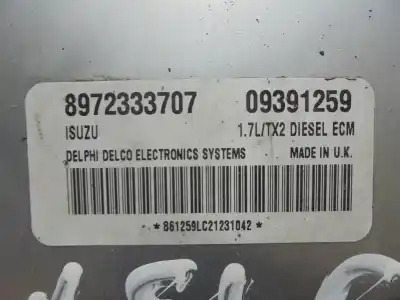 8972333707 09391259
ISUZU 1.7L/TX2 DIESEL ECM
DELPHI DELCO ELECTRONICS SYSTEMS MADE IN U.K.
*861259LC21231042*